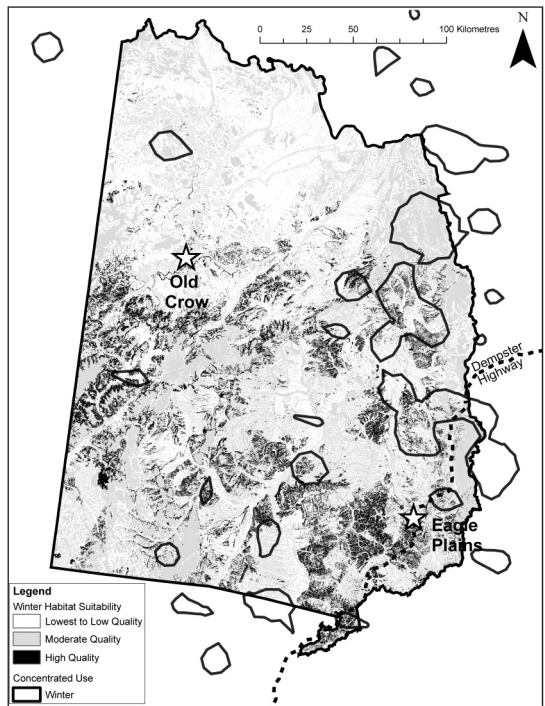 N
0 25 50 100 Kilometres
Old
Crow
Dempster
Highway
Eagle
Plains
Legend
Winter Habitat Suitability
Lowest to Low Quality
Moderate Quality
High Quality
Concentrated Use
Winter